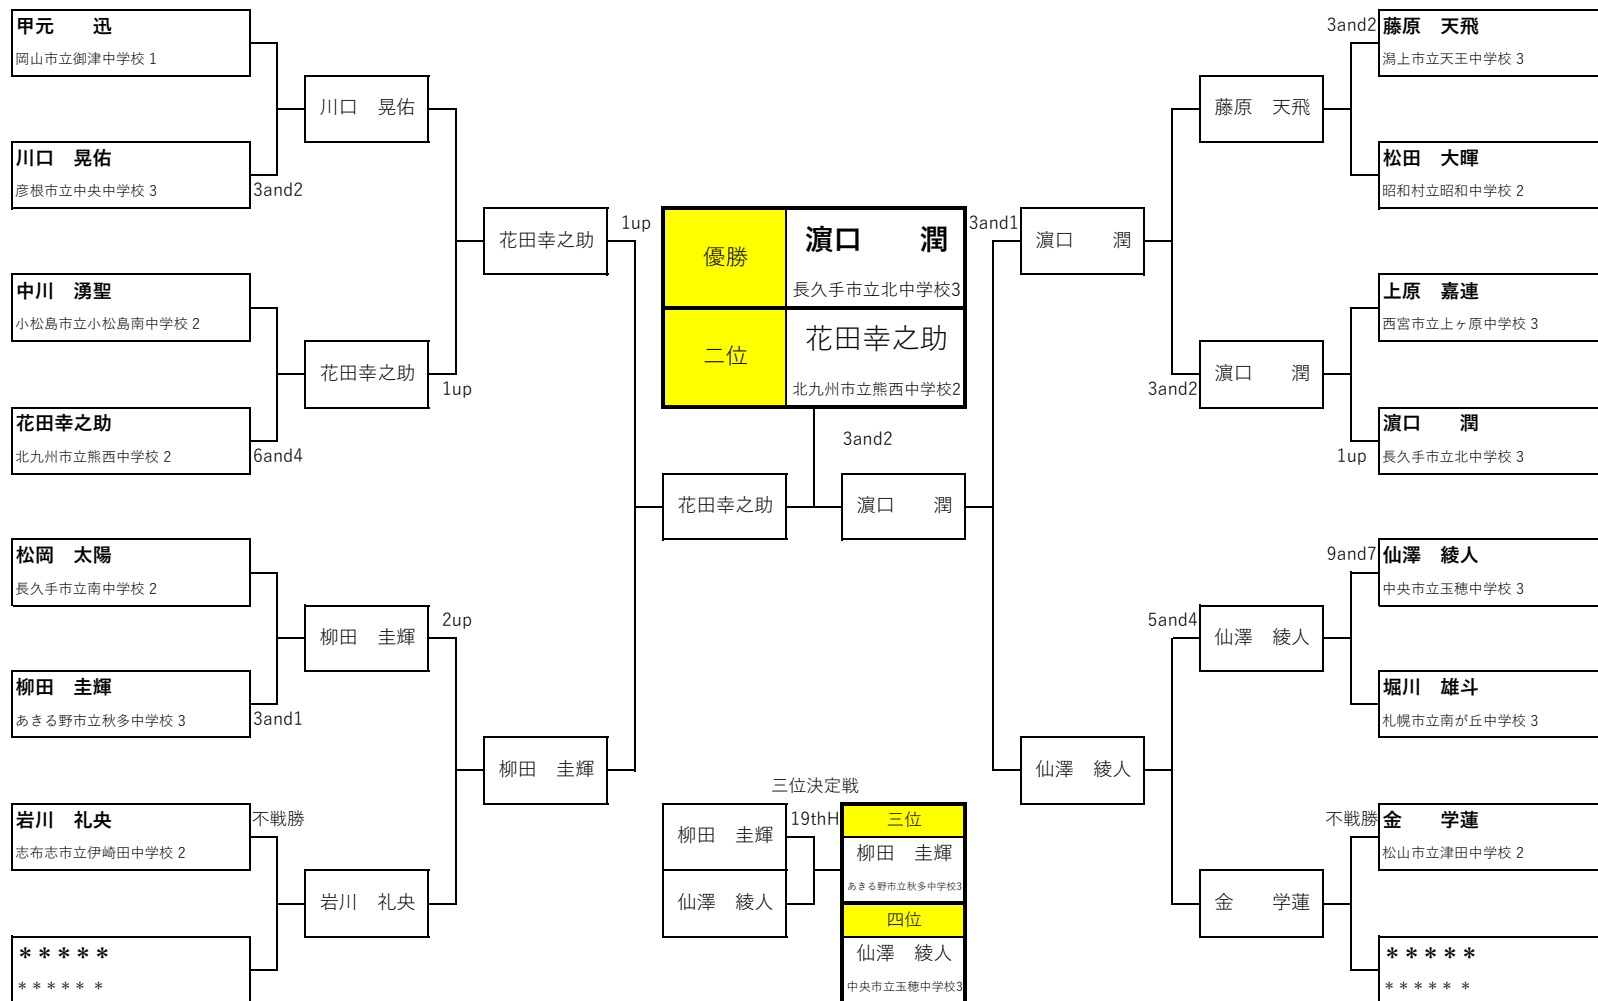 甲元　　迅
岡山市立御津中学校 1
川口　晃佑
川口　晃佑
彦根市立中央中学校 3
3and2
花田幸之助
1up
中川　湧聖
小松島市立小松島南中学校 2
花田幸之助
1up
花田幸之助
北九州市立熊西中学校 2
6and4
松岡　太陽
長久手市立南中学校 2
柳田　圭輝
2up
柳田　圭輝
あきる野市立秋多中学校 3
3and1
柳田　圭輝
岩川　礼央
志布志市立伊崎田中学校 2
不戦勝
岩川　礼央
＊＊＊＊＊
＊＊＊＊＊ ＊
優勝
濵口　　潤
長久手市立北中学校3
二位
花田幸之助
北九州市立熊西中学校2
3and2
花田幸之助
濵口　　潤
三位決定戦
柳田　圭輝
19thH
仙澤　綾人
三位
柳田　圭輝
あきる野市立秋多中学校3
四位
仙澤　綾人
中央市立玉穂中学校3
3and1
濵口　　潤
仙澤　綾人
藤原　天飛
3and2
濵口　　潤
5and4
仙澤　綾人
金　　学蓮
3and2
藤原　天飛
潟上市立天王中学校 3
松田　大暉
昭和村立昭和中学校 2
上原　嘉連
西宮市立上ヶ原中学校 3
濵口　　潤
1up
長久手市立北中学校 3
9and7
仙澤　綾人
中央市立玉穂中学校 3
堀川　雄斗
札幌市立南が丘中学校 3
不戦勝
金　　学蓮
松山市立津田中学校 2
＊＊＊＊＊
＊＊＊＊＊ ＊